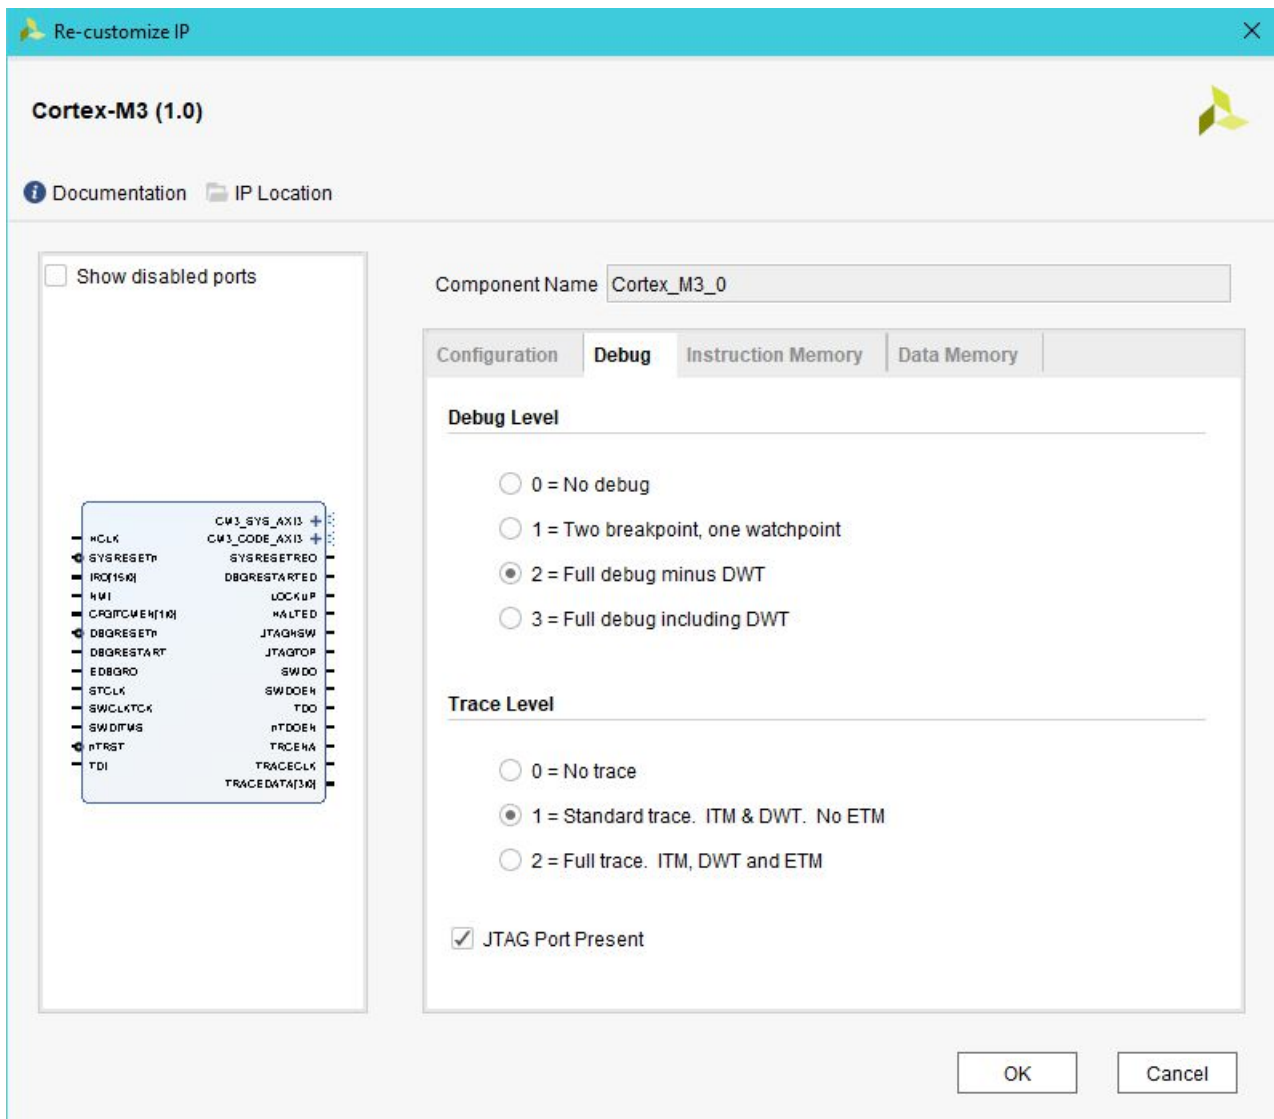 Re-customize IP
Cortex-M3 (1.0)
Documentation IP Location
Show disabled ports
Component Name Cortex_M3_0
Configuration Debug Instruction Memory Data Memory
Debug Level
0 = No debug
1 = Two breakpoint, one watchpoint
2 = Full debug minus DWT
3 = Full debug including DWT
Trace Level
0 = No trace
1 = Standard trace. ITM & DWT. No ETM
2 = Full trace. ITM, DWT and ETM
JTAG Port Present
CM3_SYS_AXI3
HCLK CM3_CODE_AXI3
SYSRESETn SYSRESETREQ
IRQ[15:0] DBGRESTARTED
NMI LOCKUP
CFGITCMEN[1:0] HALTED
DBGRESETn JTAGNSW
DBGRESTART JTAGTOP
EDBGRQ SWDO
STCLK SWDOEN
SWCLKTCK TDO
SWDITMS nTDOEN
nTRST TRCENA
TDI TRACECLK
TRACEDATA[3:0]
OK Cancel